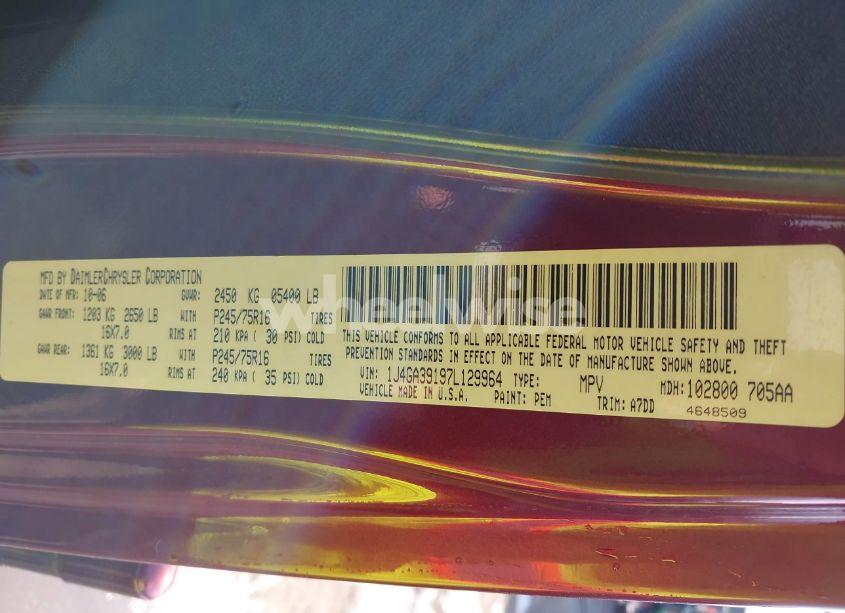 MFD BY DAIMLERCHRYSLER CORPORATION
DATE OF MFR: 10-06 GVWR: 2450 KG 05400 LB
GAWR FRONT: 1203 KG 2650 LB WITH P245/75R16 TIRES
16X7.0 RIMS AT 210 KPA ( 30 PSI) COLD
GAWR REAR: 1361 KG 3000 LB WITH P245/75R16 TIRES
16X7.0 RIMS AT 240 KPA ( 35 PSI) COLD
THIS VEHICLE CONFORMS TO ALL APPLICABLE FEDERAL MOTOR VEHICLE SAFETY AND THEFT
PREVENTION STANDARDS IN EFFECT ON THE DATE OF MANUFACTURE SHOWN ABOVE.
VIN: 1J4GA39197L129964 TYPE: MPV MDH: 102800 705AA
VEHICLE MADE IN U.S.A. PAINT: PEM TRIM: A7DD 4648509
wheelwise